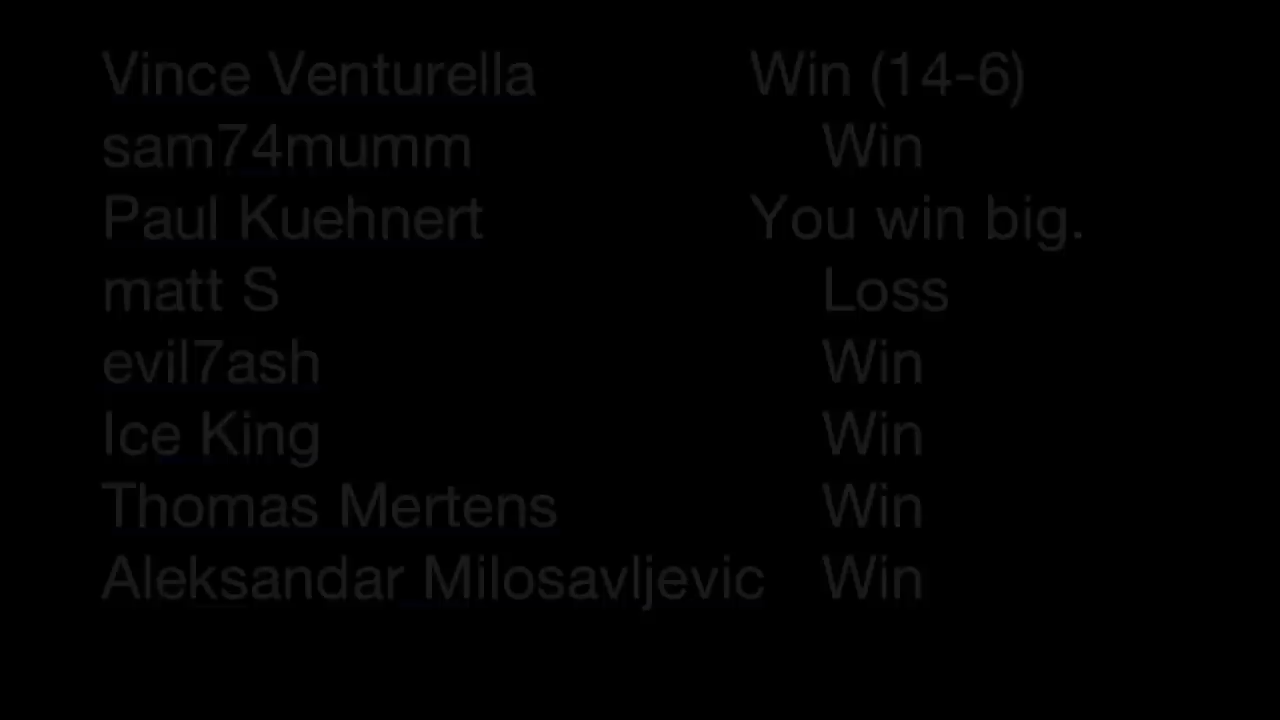 Vince Venturella Win (14-6)
sam74mumm Win
Paul Kuehnert You win big.
matt S Loss
evil7ash Win
Ice King Win
Thomas Mertens Win
Aleksandar Milosavljevic Win